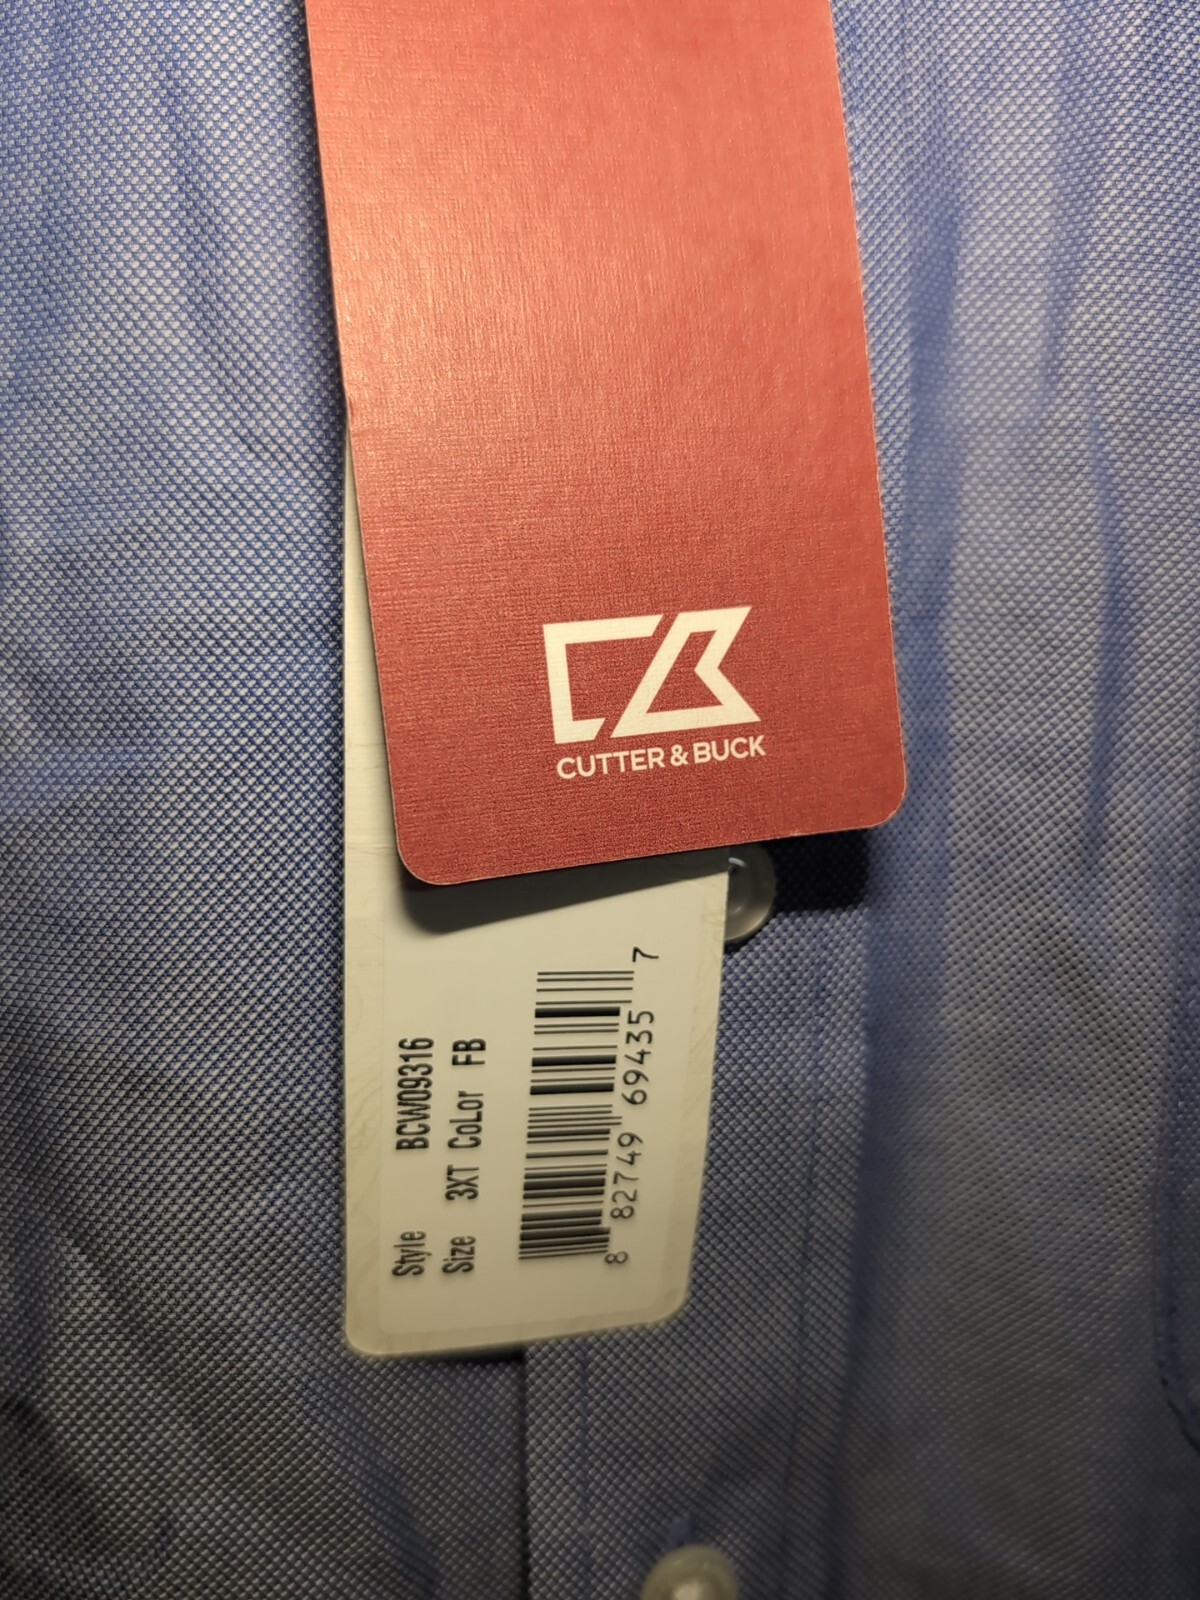 CUTTER & BUCK
Style BCW09316
Size 3XT CoLor FB
8 82749 69435 7